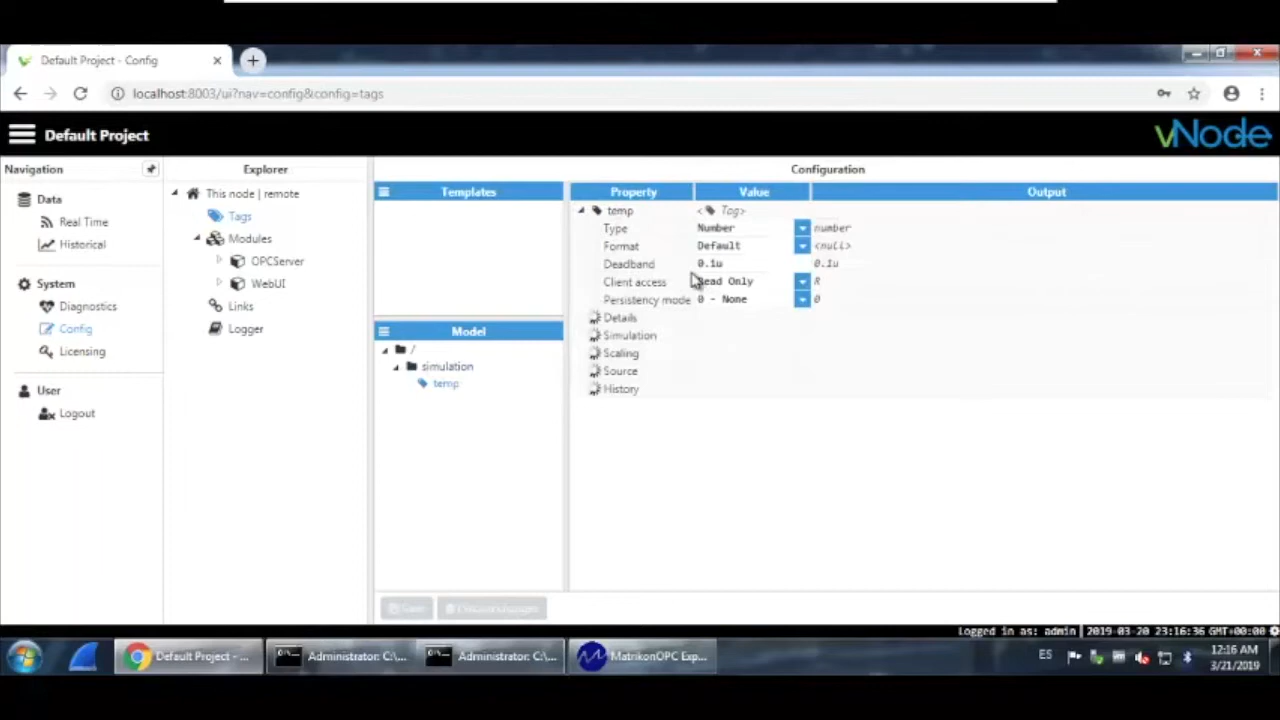 Default Project - Config
localhost:8003/ui?nav=config&config=tags
Default Project
vNode
Navigation
Data
Real Time
Historical
System
Diagnostics
Config
Licensing
User
Logout
Explorer
This node | remote
Tags
Modules
OPCServer
WebUI
Links
Logger
Configuration
Templates
Model
/
simulation
temp
Property Value Output
temp < Tag>
Type Number number
Format Default <null>
Deadband 0.1u 0.1u
Client access Read Only R
Persistency mode 0 - None 0
Details
Simulation
Scaling
Source
History
Save
Logged in as: admin | 2019-03-20 23:16:36 GMT+00:00
Default Project - ...
Administrator: C:\...
Administrator: C:\...
MatrikonOPC Exp...
ES
12:16 AM
3/21/2019